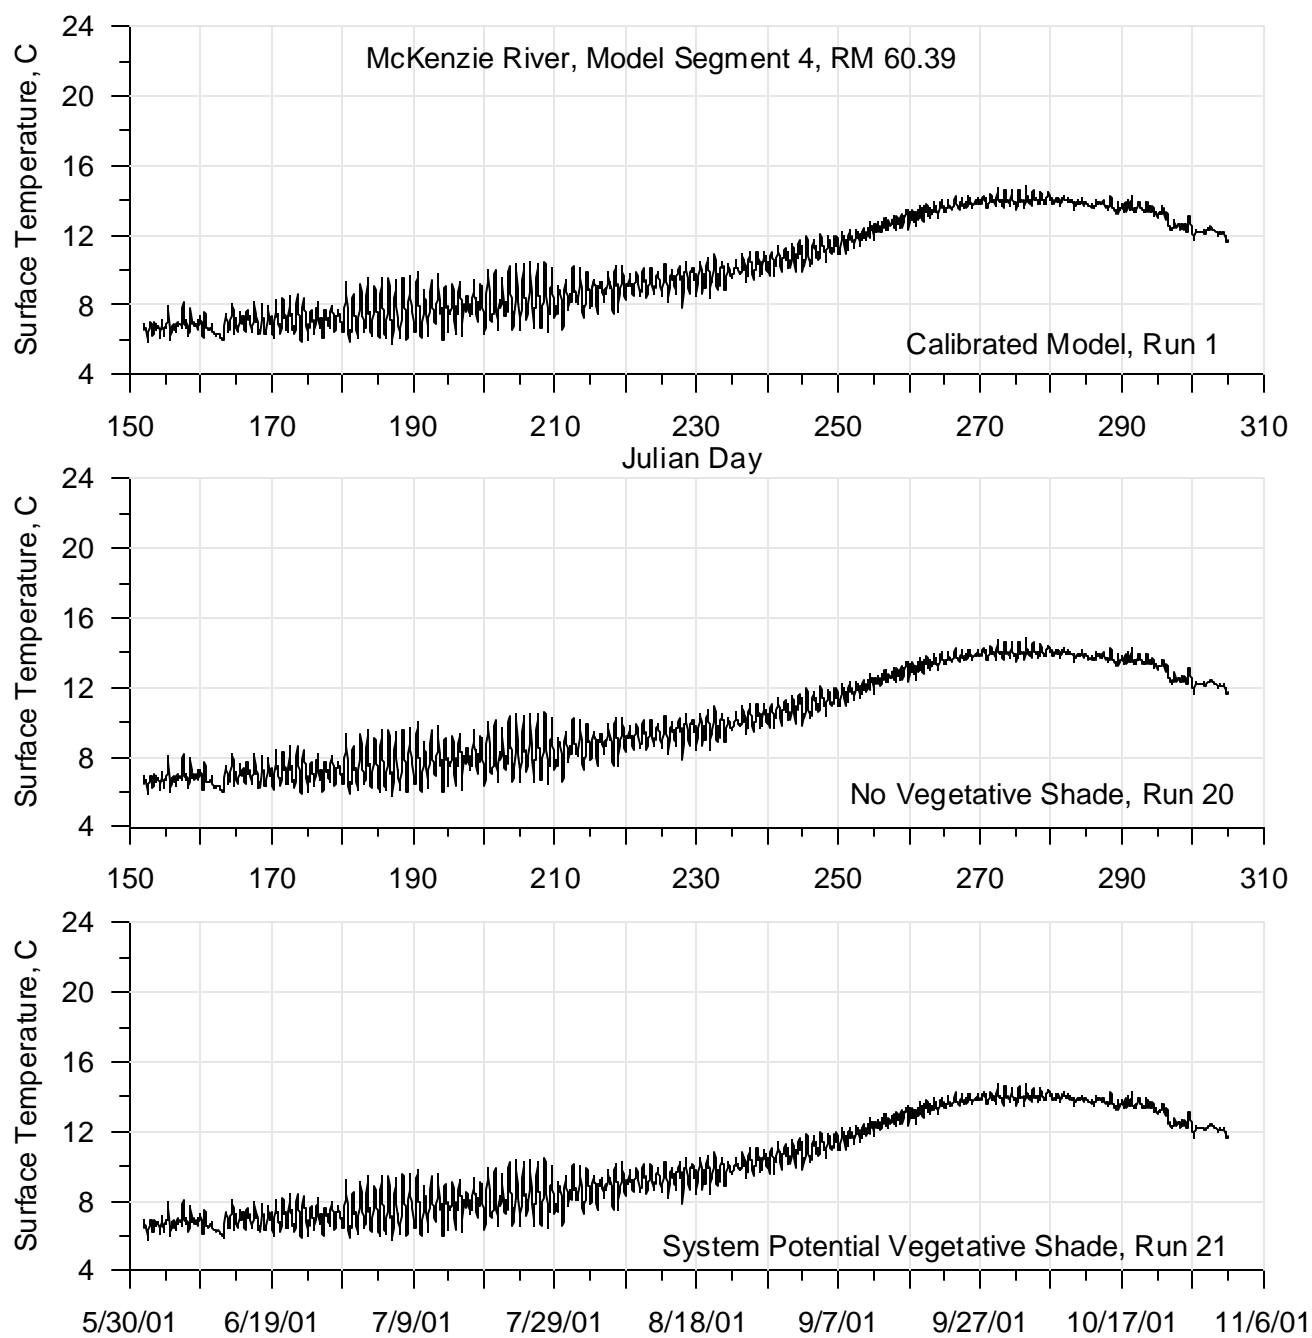 McKenzie River, Model Segment 4, RM 60.39
Surface Temperature, C
24
20
16
12
8
4
Calibrated Model, Run 1
150 170 190 210 230 250 270 290 310
Julian Day
Surface Temperature, C
24
20
16
12
8
4
No Vegetative Shade, Run 20
150 170 190 210 230 250 270 290 310
Surface Temperature, C
24
20
16
12
8
4
System Potential Vegetative Shade, Run 21
5/30/01 6/19/01 7/9/01 7/29/01 8/18/01 9/7/01 9/27/01 10/17/01 11/6/01